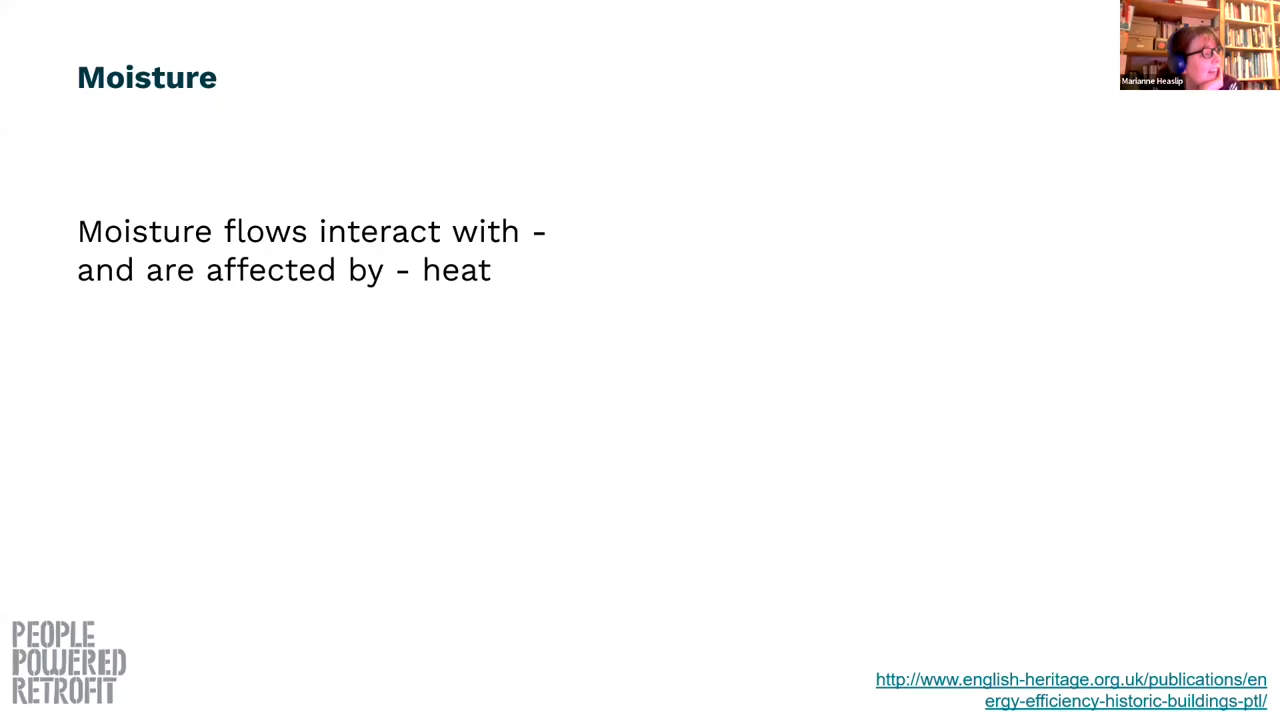 Moisture
Marianne Heaslip
Moisture flows interact with -
and are affected by - heat
PEOPLE
POWERED
RETROFIT
http://www.english-heritage.org.uk/publications/en
ergy-efficiency-historic-buildings-ptl/